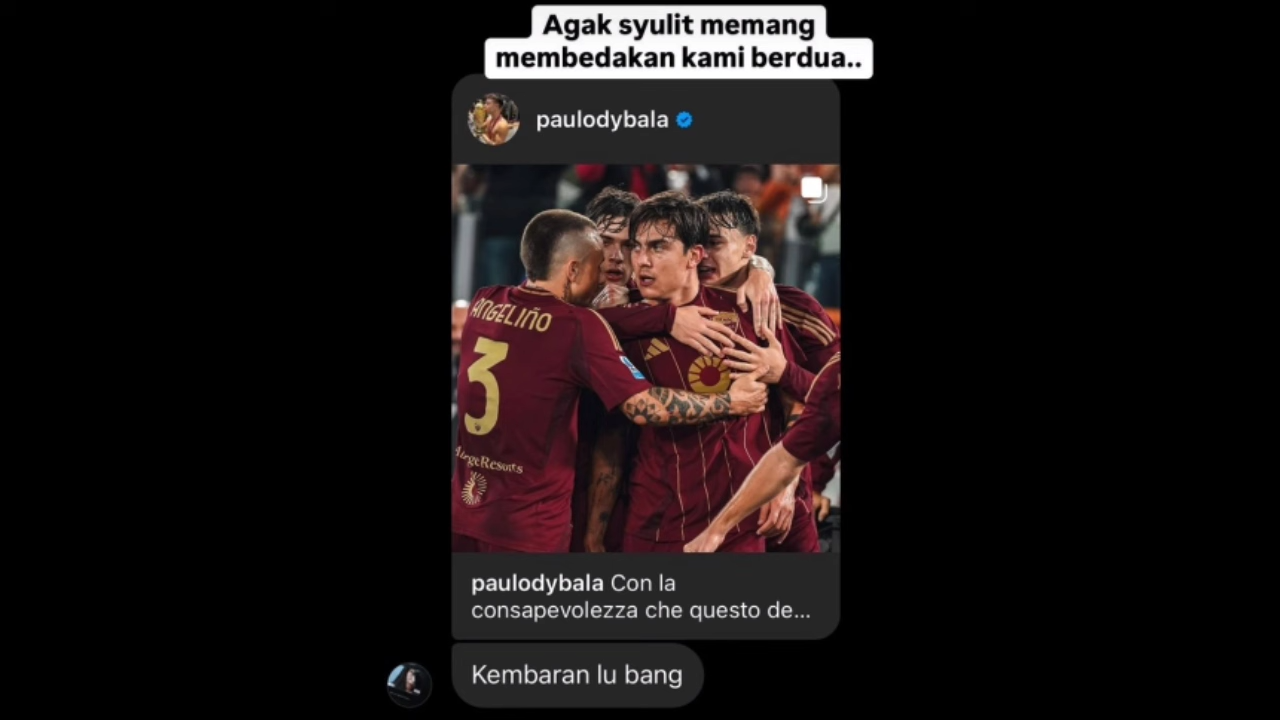 Agak syulit memang
membedakan kami berdua..
paulodybala
ANGELIÑO
3
paulodybala Con la
consapevolezza che questo de...
Kembaran lu bang